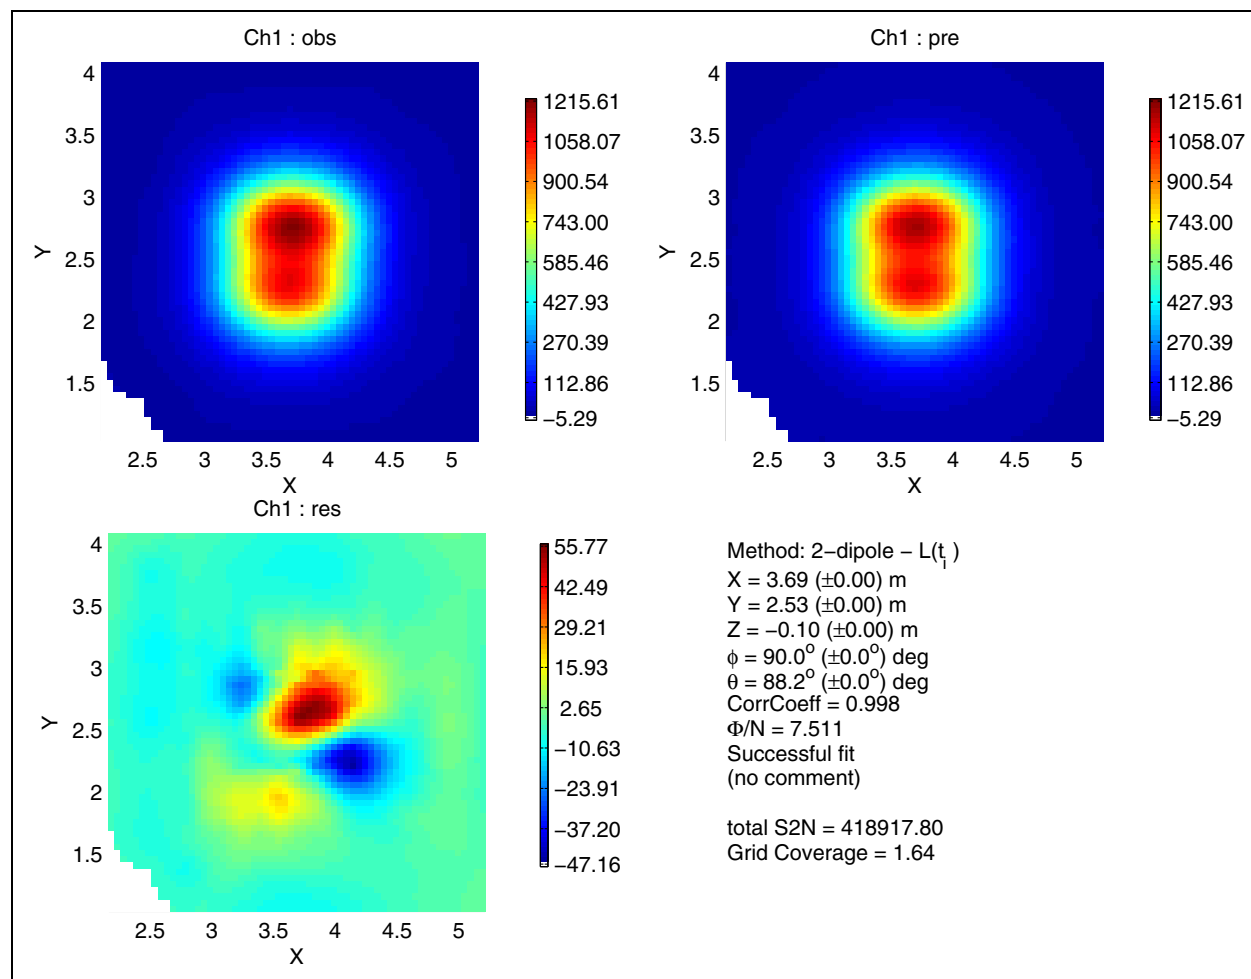 Ch1 : obs
4
3.5
3
2.5
2
1.5
Y
2.5 3 3.5 4 4.5 5
X
1215.61
1058.07
900.54
743.00
585.46
427.93
270.39
112.86
−5.29
Ch1 : pre
4
3.5
3
2.5
2
1.5
Y
2.5 3 3.5 4 4.5 5
X
1215.61
1058.07
900.54
743.00
585.46
427.93
270.39
112.86
−5.29
Ch1 : res
4
3.5
3
2.5
2
1.5
Y
2.5 3 3.5 4 4.5 5
X
55.77
42.49
29.21
15.93
2.65
−10.63
−23.91
−37.20
−47.16
Method: 2−dipole − L(t_i)
X = 3.69 (±0.00) m
Y = 2.53 (±0.00) m
Z = −0.10 (±0.00) m
ϕ = 90.0° (±0.0°) deg
θ = 88.2° (±0.0°) deg
CorrCoeff = 0.998
Φ/N = 7.511
Successful fit
(no comment)
total S2N = 418917.80
Grid Coverage = 1.64